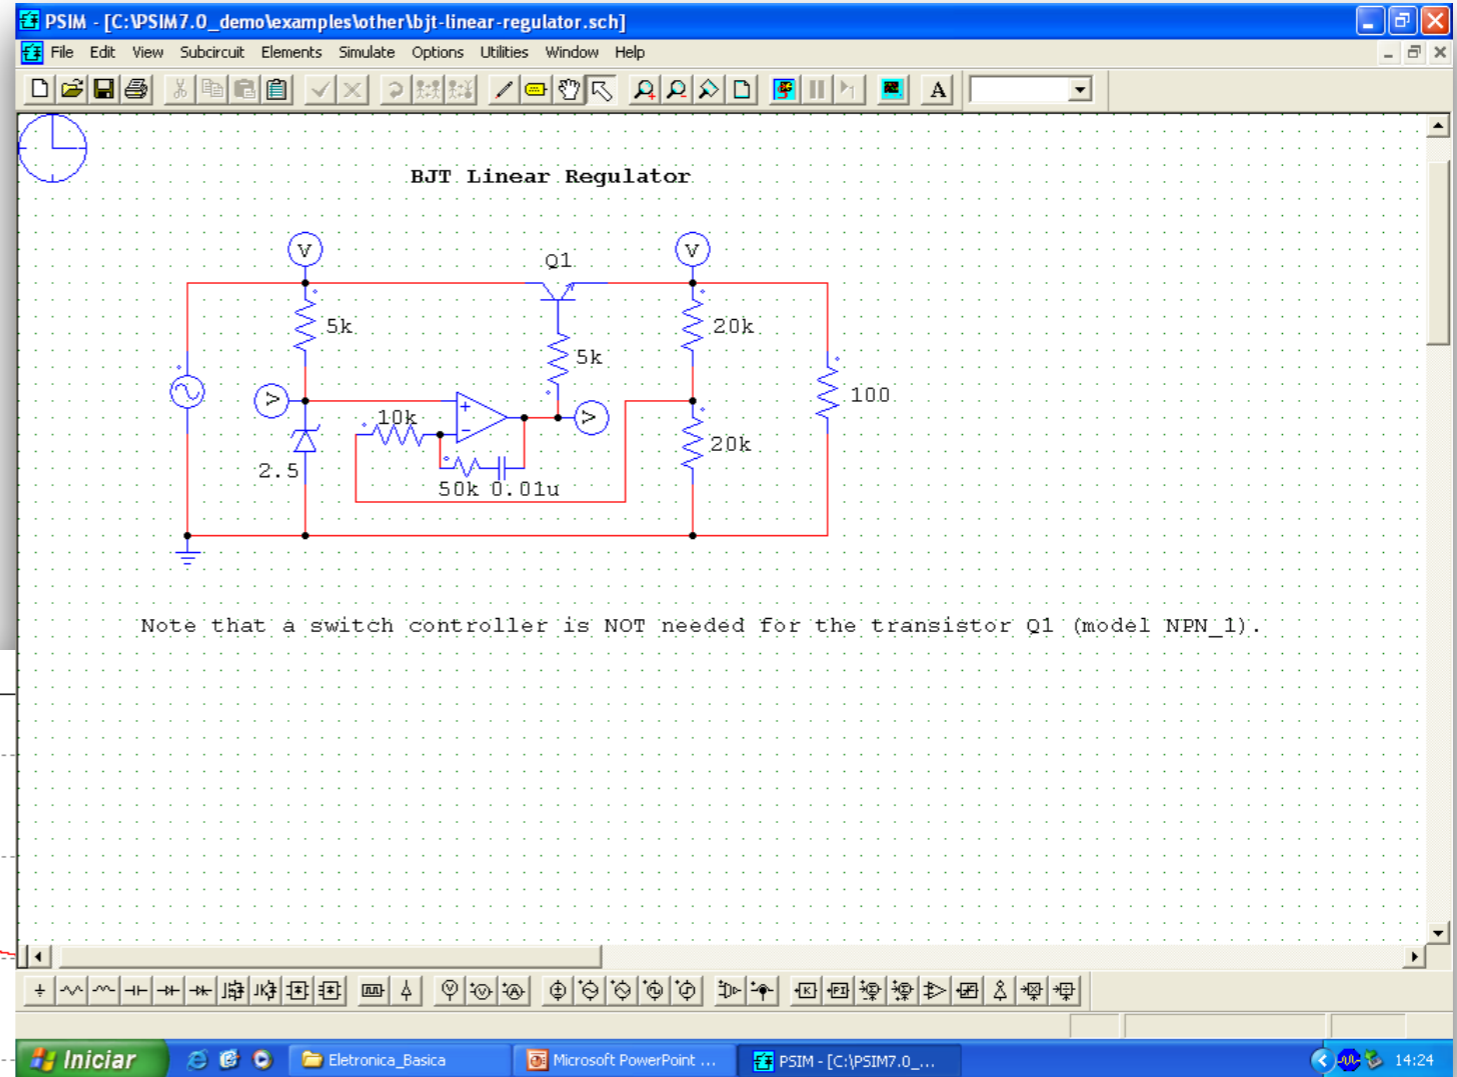 PSIM - [C:\PSIM7.0_demo\examples\other\bjt-linear-regulator.sch]
File Edit View Subcircuit Elements Simulate Options Utilities Window Help
A
BJT Linear Regulator
V
V
Q1
5k
20k
5k
100
V
10k
V
20k
2.5
50k 0.01u
Note that a switch controller is NOT needed for the transistor Q1 (model NPN_1).
K
PI
Iniciar
Eletronica_Basica
Microsoft PowerPoint ...
PSIM - [C:\PSIM7.0_...
14:24